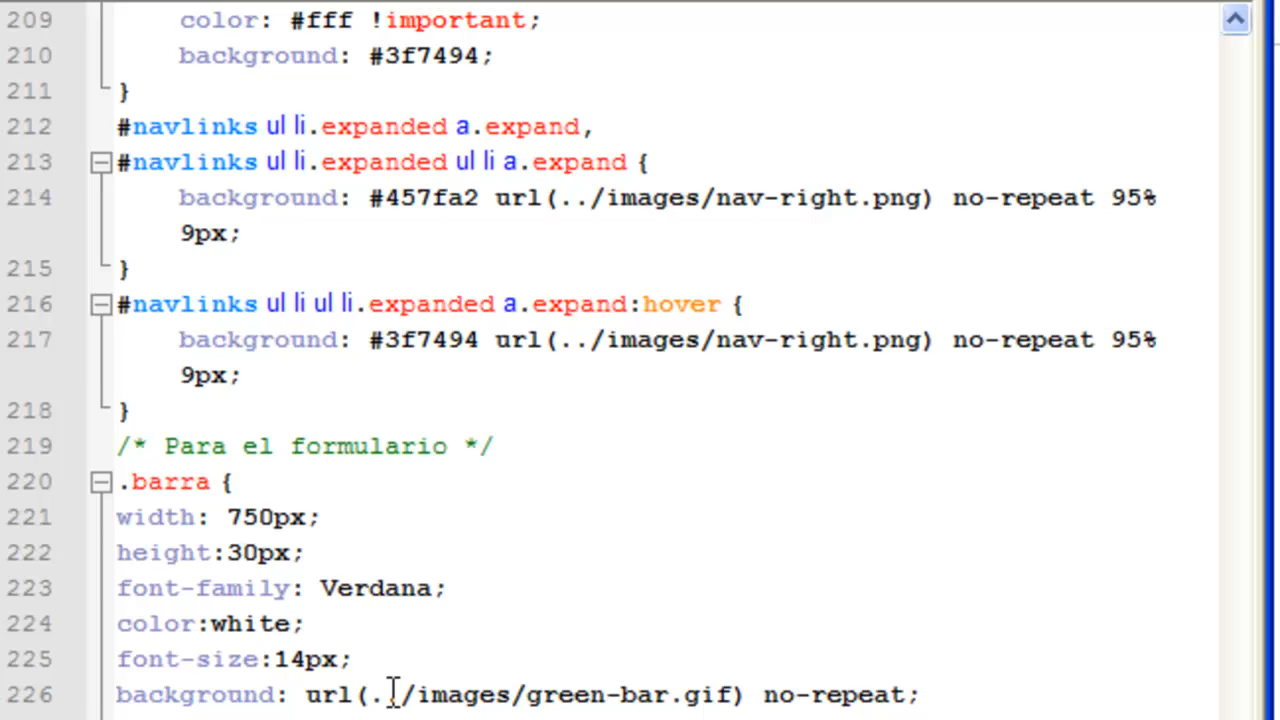 209 color: #fff !important;
210 background: #3f7494;
211 }
212 #navlinks ul li.expanded a.expand,
213 #navlinks ul li.expanded ul li a.expand {
214 background: #457fa2 url(../images/nav-right.png) no-repeat 95%
9px;
215 }
216 #navlinks ul li ul li.expanded a.expand:hover {
217 background: #3f7494 url(../images/nav-right.png) no-repeat 95%
9px;
218 }
219 /* Para el formulario */
220 .barra {
221 width: 750px;
222 height:30px;
223 font-family: Verdana;
224 color:white;
225 font-size:14px;
226 background: url(../images/green-bar.gif) no-repeat;